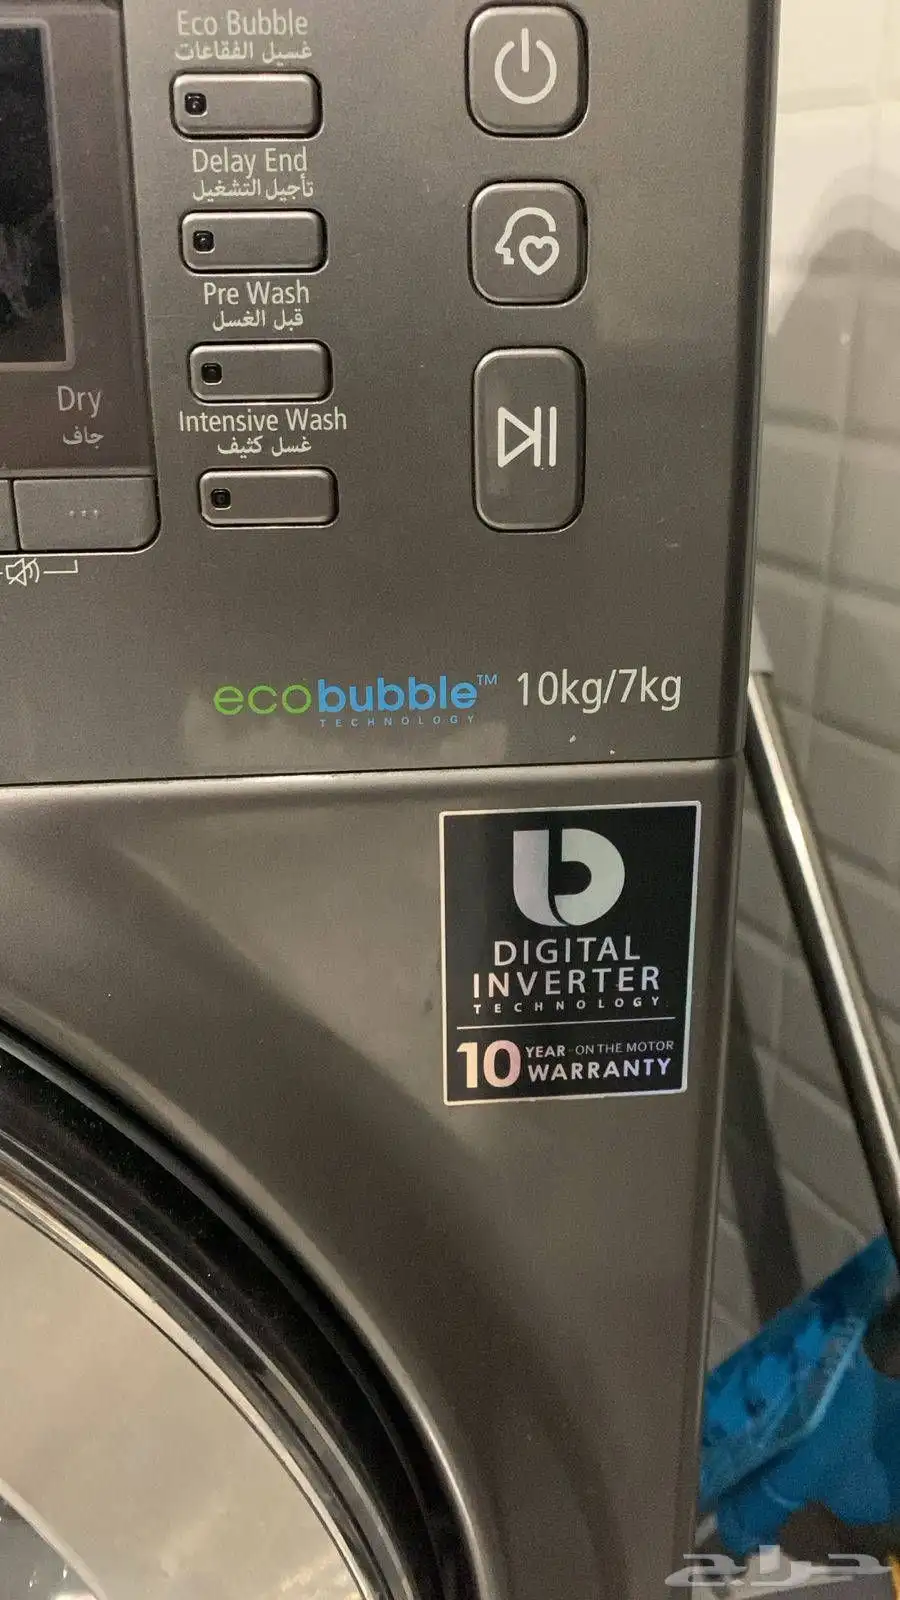 Eco Bubble
غسيل الفقاعات
Delay End
تأجيل التشغيل
Pre Wash
قبل الغسل
Dry
جاف
Intensive Wash
غسل كثيف
ecobubble™ 10kg/7kg
TECHNOLOGY
DIGITAL
INVERTER
TECHNOLOGY
10 YEAR - ON THE MOTOR
WARRANTY
حراج